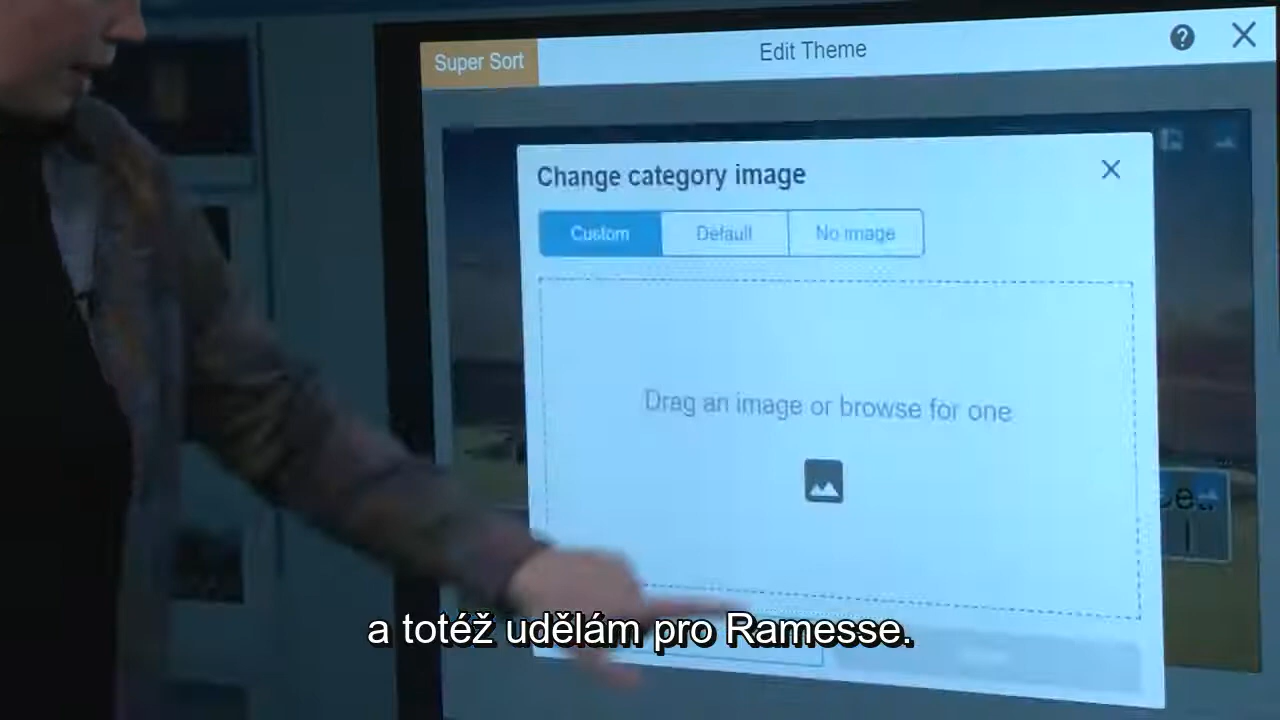 Super Sort
Edit Theme
?
Change category image
Custom
Default
No image
Drag an image or browse for one
a totéž udělám pro Ramesse.